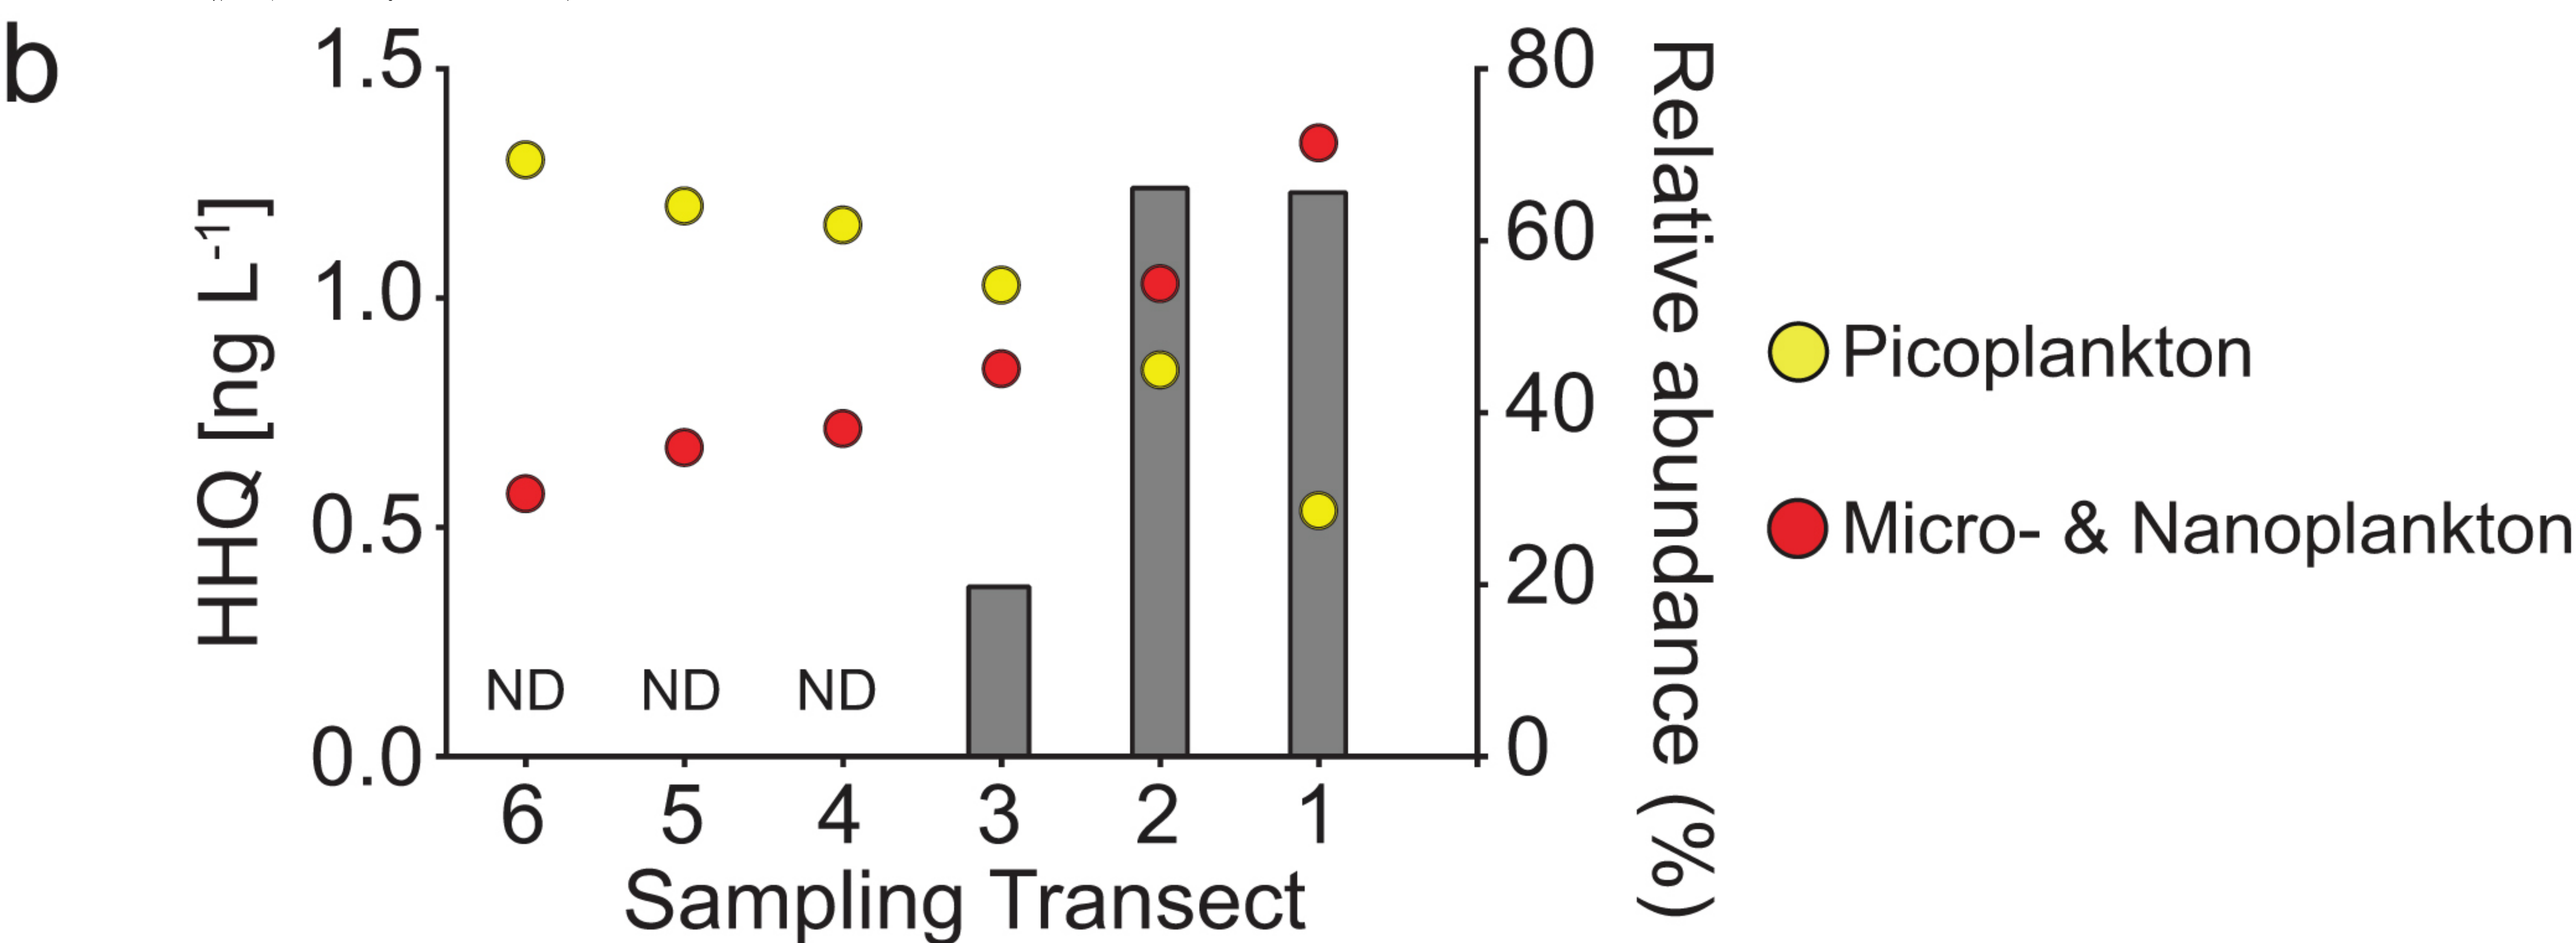 b
1.5
1.0
0.5
0.0
HHQ [ng L-1]
80
60
40
20
0
Relative abundance (%)
ND ND ND
6 5 4 3 2 1
Sampling Transect
Picoplankton
Micro- & Nanoplankton